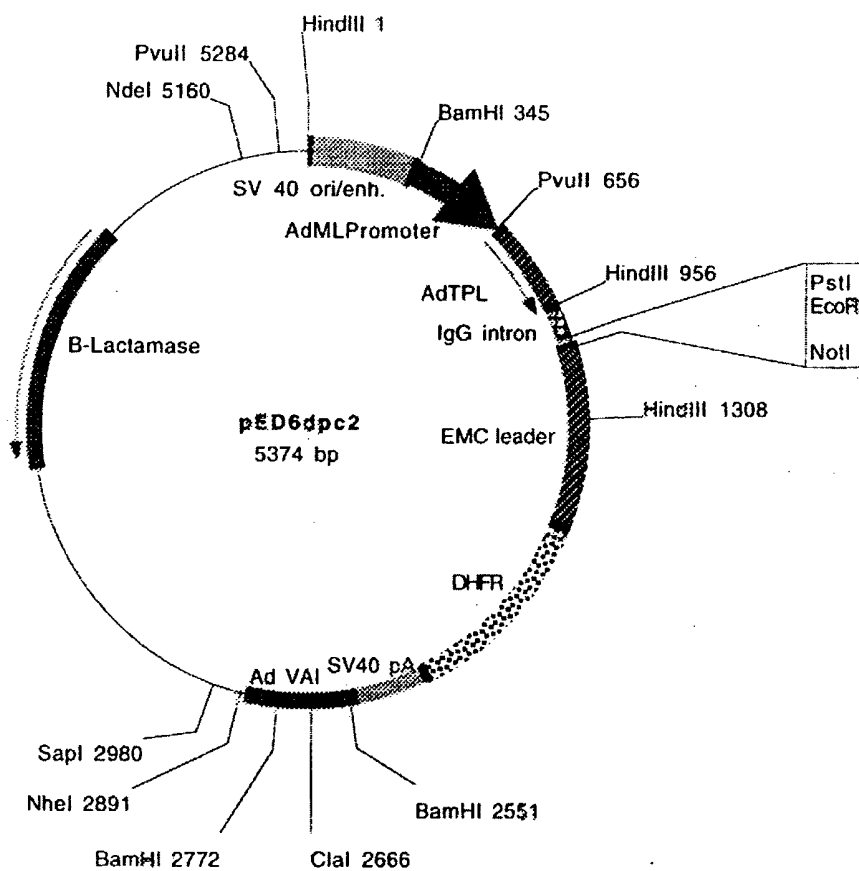 HindIII 1
PvuII 5284
NdeI 5160
BamHI 345
SV 40 ori/enh.
PvuII 656
AdMLPromoter
HindIII 956
AdTPL
PstI
EcoR
IgG intron
NotI
B-Lactamase
HindIII 1308
pED6dpc2
EMC leader
5374 bp
DHFR
SV40 pA
Ad VAI
SapI 2980
NheI 2891
BamHI 2551
BamHI 2772
ClaI 2666